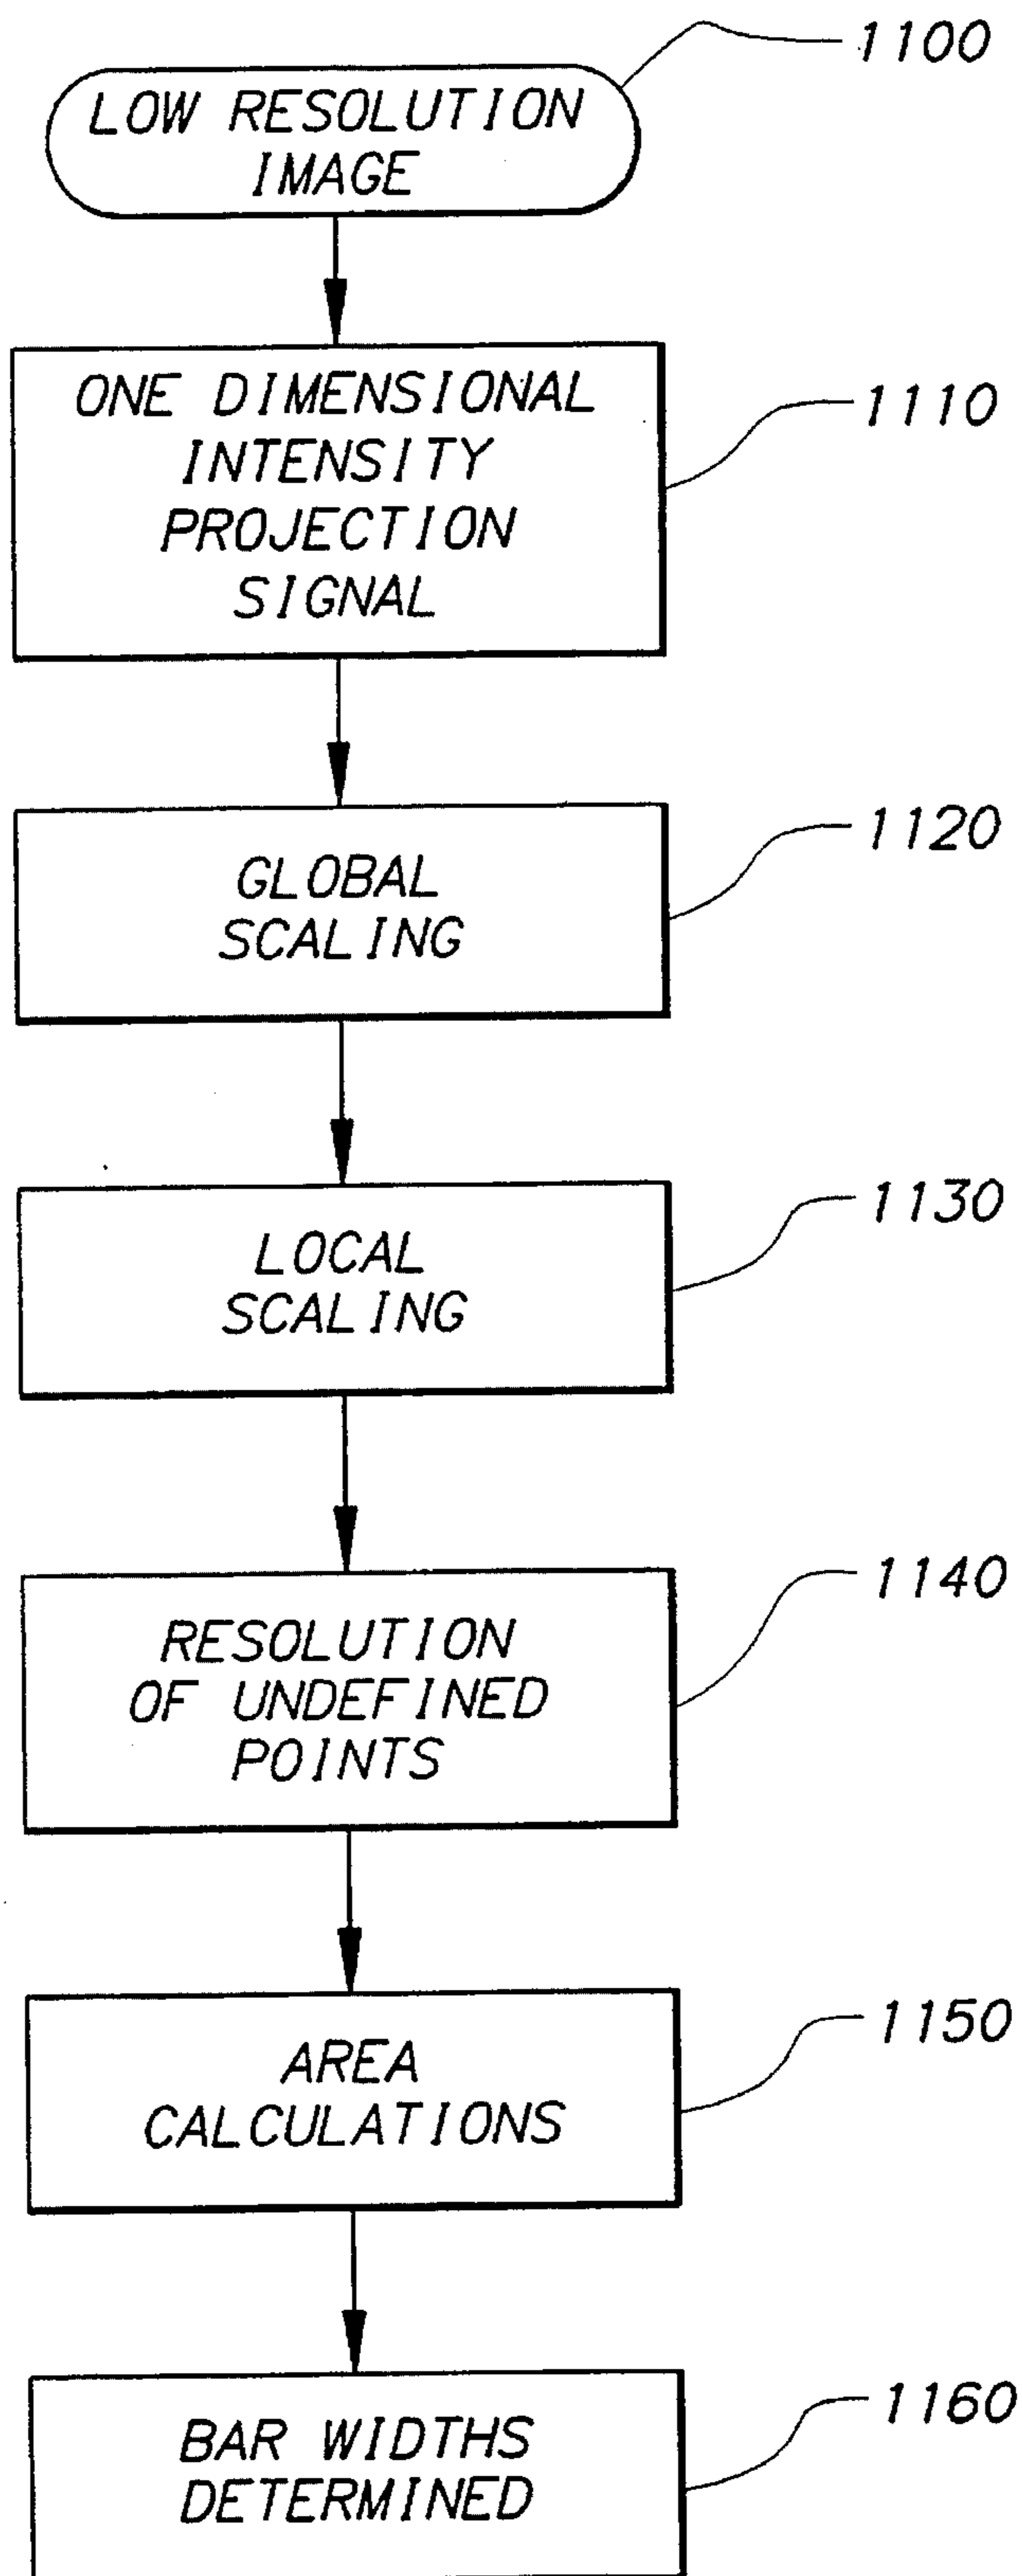 1100
LOW RESOLUTION
IMAGE
ONE DIMENSIONAL
INTENSITY
PROJECTION
SIGNAL
1110
GLOBAL
SCALING
1120
LOCAL
SCALING
1130
RESOLUTION
OF UNDEFINED
POINTS
1140
AREA
CALCULATIONS
1150
BAR WIDTHS
DETERMINED
1160